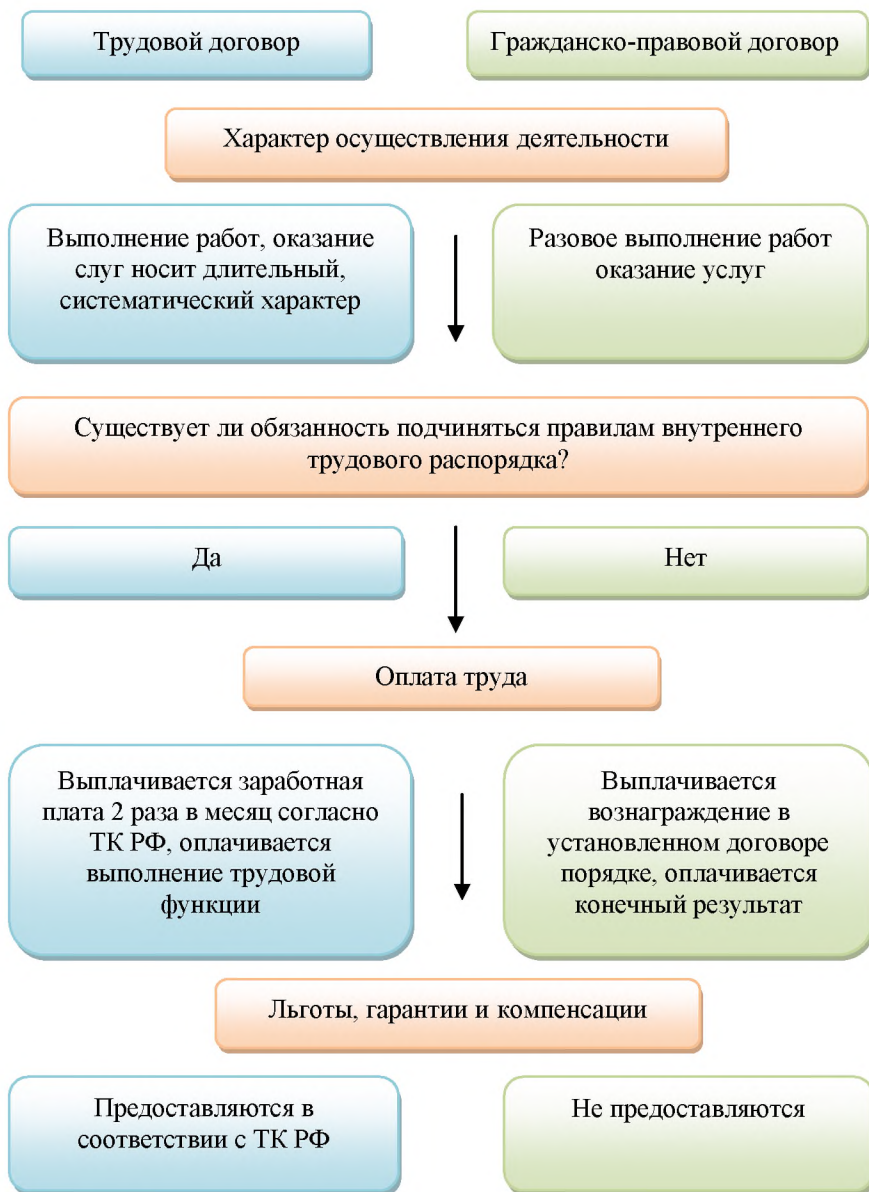 Трудовой договор
Гражданско-правовой договор
Характер осуществления деятельности
Выполнение работ, оказание
слуг носит длительный,
систематический характер
Разовое выполнение работ
оказание услуг
Существует ли обязанность подчиняться правилам внутреннего
трудового распорядка?
Да
Нет
Оплата труда
Выплачивается заработная
плата 2 раза в месяц согласно
ТК РФ, оплачивается
выполнение трудовой
функции
Выплачивается
вознаграждение в
установленном договоре
порядке, оплачивается
конечный результат
Льготы, гарантии и компенсации
Предоставляются в
соответствии с ТК РФ
Не предоставляются